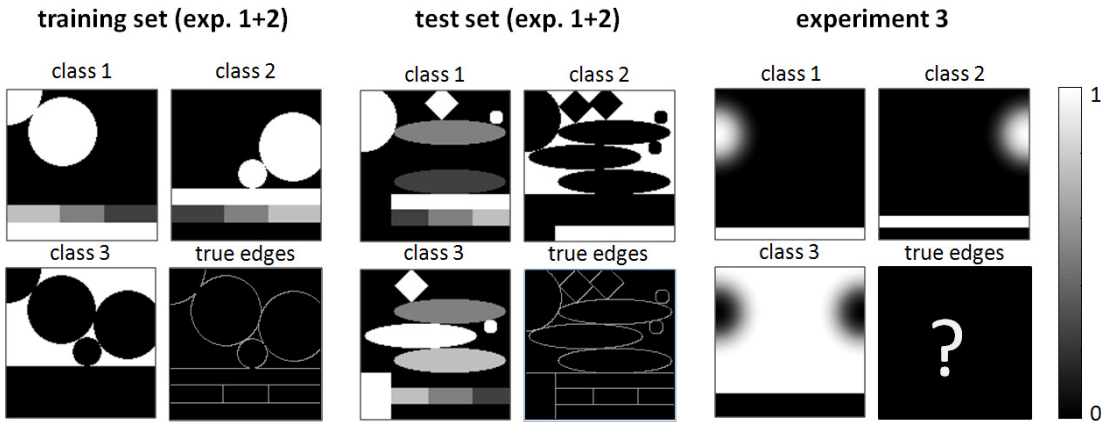 training set (exp. 1+2) test set (exp. 1+2) experiment 3
class 1 class 2 class 1 class 2 class 1 class 2
1
class 3 true edges class 3 true edges class 3 true edges
?
0